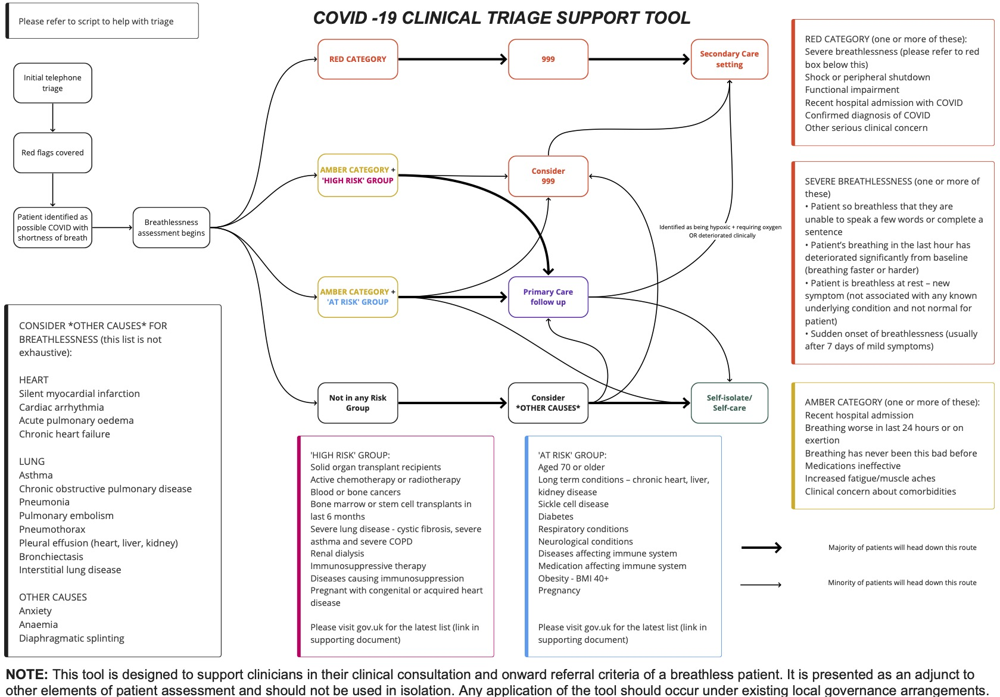 Please refer to script to help with triage
COVID -19 CLINICAL TRIAGE SUPPORT TOOL
Initial telephone
triage
Red flags covered
Patient identified as
possible COVID with
shortness of breath
Breathlessness
assessment begins
RED CATEGORY
999
Secondary Care
setting
AMBER CATEGORY +
'HIGH RISK' GROUP
Consider
999
Identified as being hypoxic + requiring oxygen
OR deteriorated clinically
AMBER CATEGORY +
'AT RISK' GROUP
Primary Care
follow up
Not in any Risk
Group
Consider
*OTHER CAUSES*
Self-isolate/
Self-care
RED CATEGORY (one or more of these):
Severe breathlessness (please refer to red
box below this)
Shock or peripheral shutdown
Functional impairment
Recent hospital admission with COVID
Confirmed diagnosis of COVID
Other serious clinical concern
SEVERE BREATHLESSNESS (one or more of
these)
• Patient so breathless that they are
unable to speak a few words or complete a
sentence
• Patient’s breathing in the last hour has
deteriorated significantly from baseline
(breathing faster or harder)
• Patient is breathless at rest – new
symptom (not associated with any known
underlying condition and not normal for
patient)
• Sudden onset of breathlessness (usually
after 7 days of mild symptoms)
AMBER CATEGORY (one or more of these):
Recent hospital admission
Breathing worse in last 24 hours or on
exertion
Breathing has never been this bad before
Medications ineffective
Increased fatigue/muscle aches
Clinical concern about comorbidities
CONSIDER *OTHER CAUSES* FOR
BREATHLESSNESS (this list is not
exhaustive):
HEART
Silent myocardial infarction
Cardiac arrhythmia
Acute pulmonary oedema
Chronic heart failure
LUNG
Asthma
Chronic obstructive pulmonary disease
Pneumonia
Pulmonary embolism
Pneumothorax
Pleural effusion (heart, liver, kidney)
Bronchiectasis
Interstitial lung disease
OTHER CAUSES
Anxiety
Anaemia
Diaphragmatic splinting
'HIGH RISK' GROUP:
Solid organ transplant recipients
Active chemotherapy or radiotherapy
Blood or bone cancers
Bone marrow or stem cell transplants in
last 6 months
Severe lung disease - cystic fibrosis, severe
asthma and severe COPD
Renal dialysis
Immunosuppressive therapy
Diseases causing immunosuppression
Pregnant with congenital or acquired heart
disease
Please visit gov.uk for the latest list (link in
supporting document)
'AT RISK' GROUP:
Aged 70 or older
Long term conditions – chronic heart, liver,
kidney disease
Sickle cell disease
Diabetes
Respiratory conditions
Neurological conditions
Diseases affecting immune system
Medication affecting immune system
Obesity - BMI 40+
Pregnancy
Please visit gov.uk for the latest list (link in
supporting document)
Majority of patients will head down this route
Minority of patients will head down this route
NOTE: This tool is designed to support clinicians in their clinical consultation and onward referral criteria of a breathless patient. It is presented as an adjunct to
other elements of patient assessment and should not be used in isolation. Any application of the tool should occur under existing local governance arrangements.